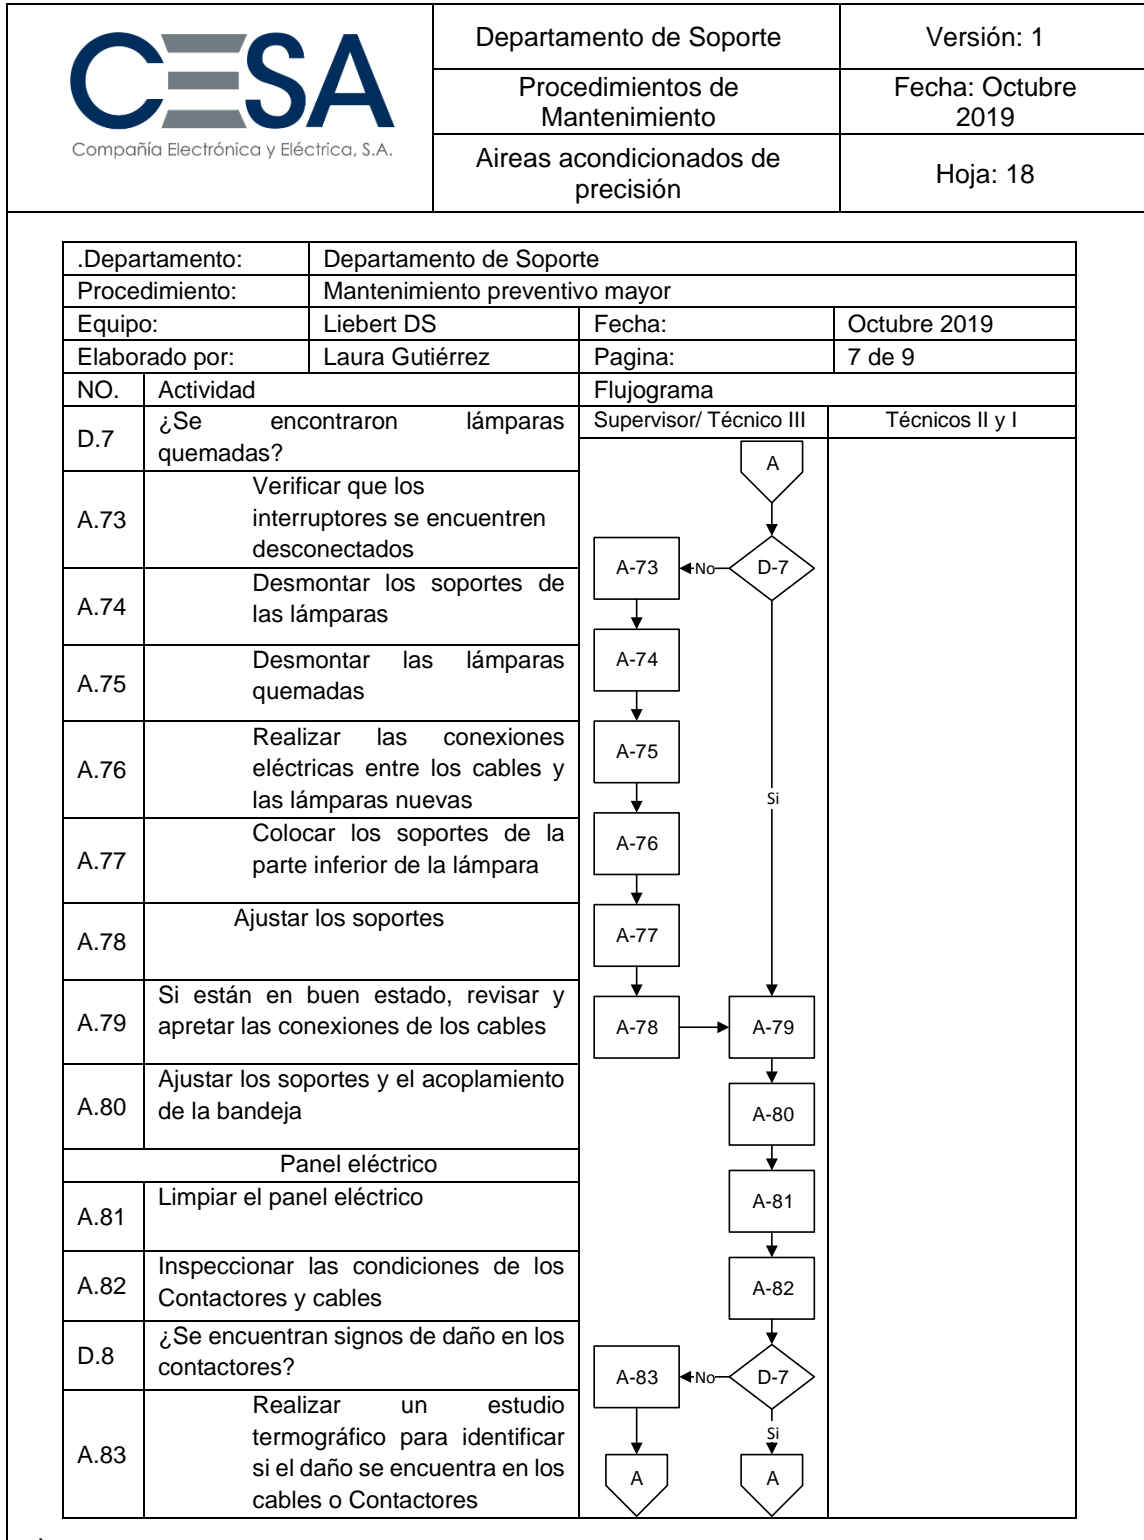 CESA
Compañía Electrónica y Eléctrica, S.A.
Departamento de Soporte
Versión: 1
Procedimientos de
Mantenimiento
Fecha: Octubre
2019
Aireas acondicionados de
precisión
Hoja: 18
.Departamento:
Departamento de Soporte
Procedimiento:
Mantenimiento preventivo mayor
Equipo:
Liebert DS
Fecha:
Octubre 2019
Elaborado por:
Laura Gutiérrez
Pagina:
7 de 9
NO.
Actividad
Flujograma
Supervisor/ Técnico III
Técnicos II y I
D.7
¿Se encontraron lámparas
quemadas?
A.73
Verificar que los
interruptores se encuentren
desconectados
A.74
Desmontar los soportes de
las lámparas
A.75
Desmontar las lámparas
quemadas
A.76
Realizar las conexiones
eléctricas entre los cables y
las lámparas nuevas
A.77
Colocar los soportes de la
parte inferior de la lámpara
A.78
Ajustar los soportes
A.79
Si están en buen estado, revisar y
apretar las conexiones de los cables
A.80
Ajustar los soportes y el acoplamiento
de la bandeja
Panel eléctrico
A.81
Limpiar el panel eléctrico
A.82
Inspeccionar las condiciones de los
Contactores y cables
D.8
¿Se encuentran signos de daño en los
contactores?
A.83
Realizar un estudio
termográfico para identificar
si el daño se encuentra en los
cables o Contactores
A
A-73
No
D-7
A-74
A-75
Si
A-76
A-77
A-78
A-79
A-80
A-81
A-82
A-83
No
D-7
Si
A
A
.